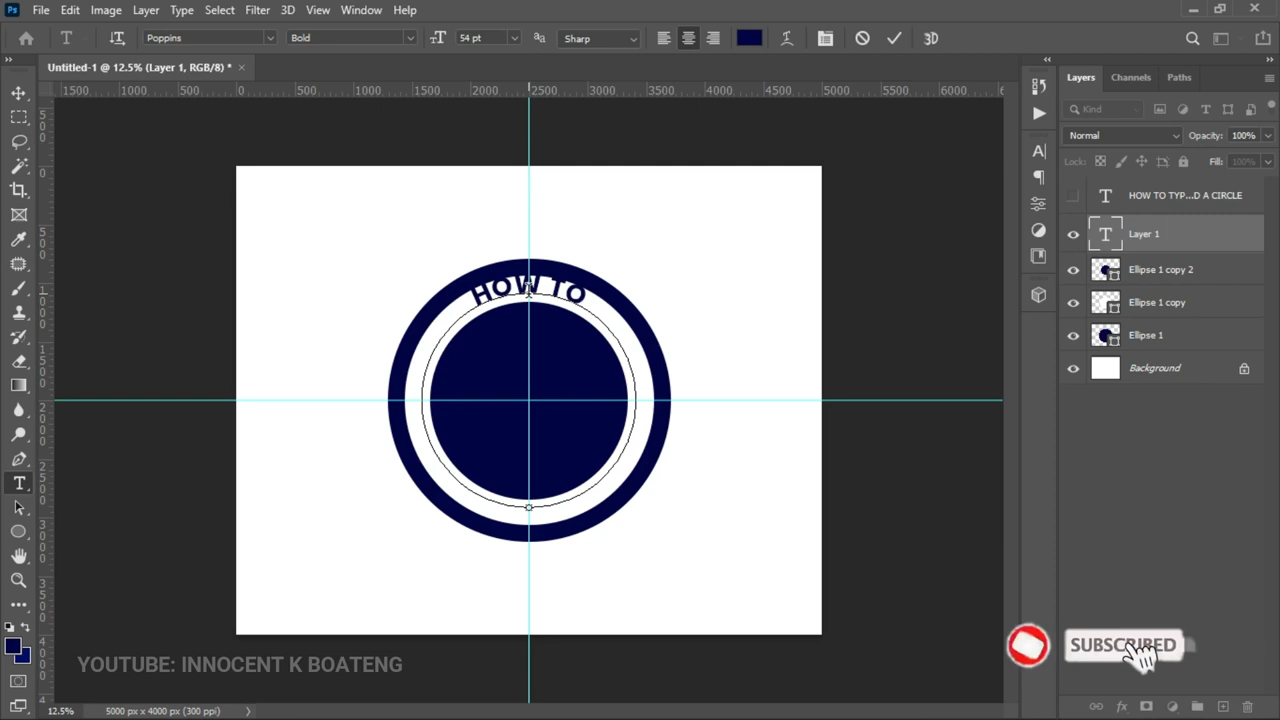 Ps File Edit Image Layer Type Select Filter 3D View Window Help
T Poppins Bold 54 pt aa Sharp 3D
Untitled-1 @ 12.5% (Layer 1, RGB/8) * ×
1500 1000 500 0 500 1000 1500 2000 2500 3000 3500 4000 4500 5000 5500 6000
Layers Channels Paths
Kind
Normal Opacity: 100%
Lock: Fill: 100%
T HOW TO TYP...D A CIRCLE
T Layer 1
Ellipse 1 copy 2
Ellipse 1 copy
Ellipse 1
Background
HOW TO
SUBSCRIBED
YOUTUBE: INNOCENT K BOATENG
12.5% 5000 px x 4000 px (300 ppi)